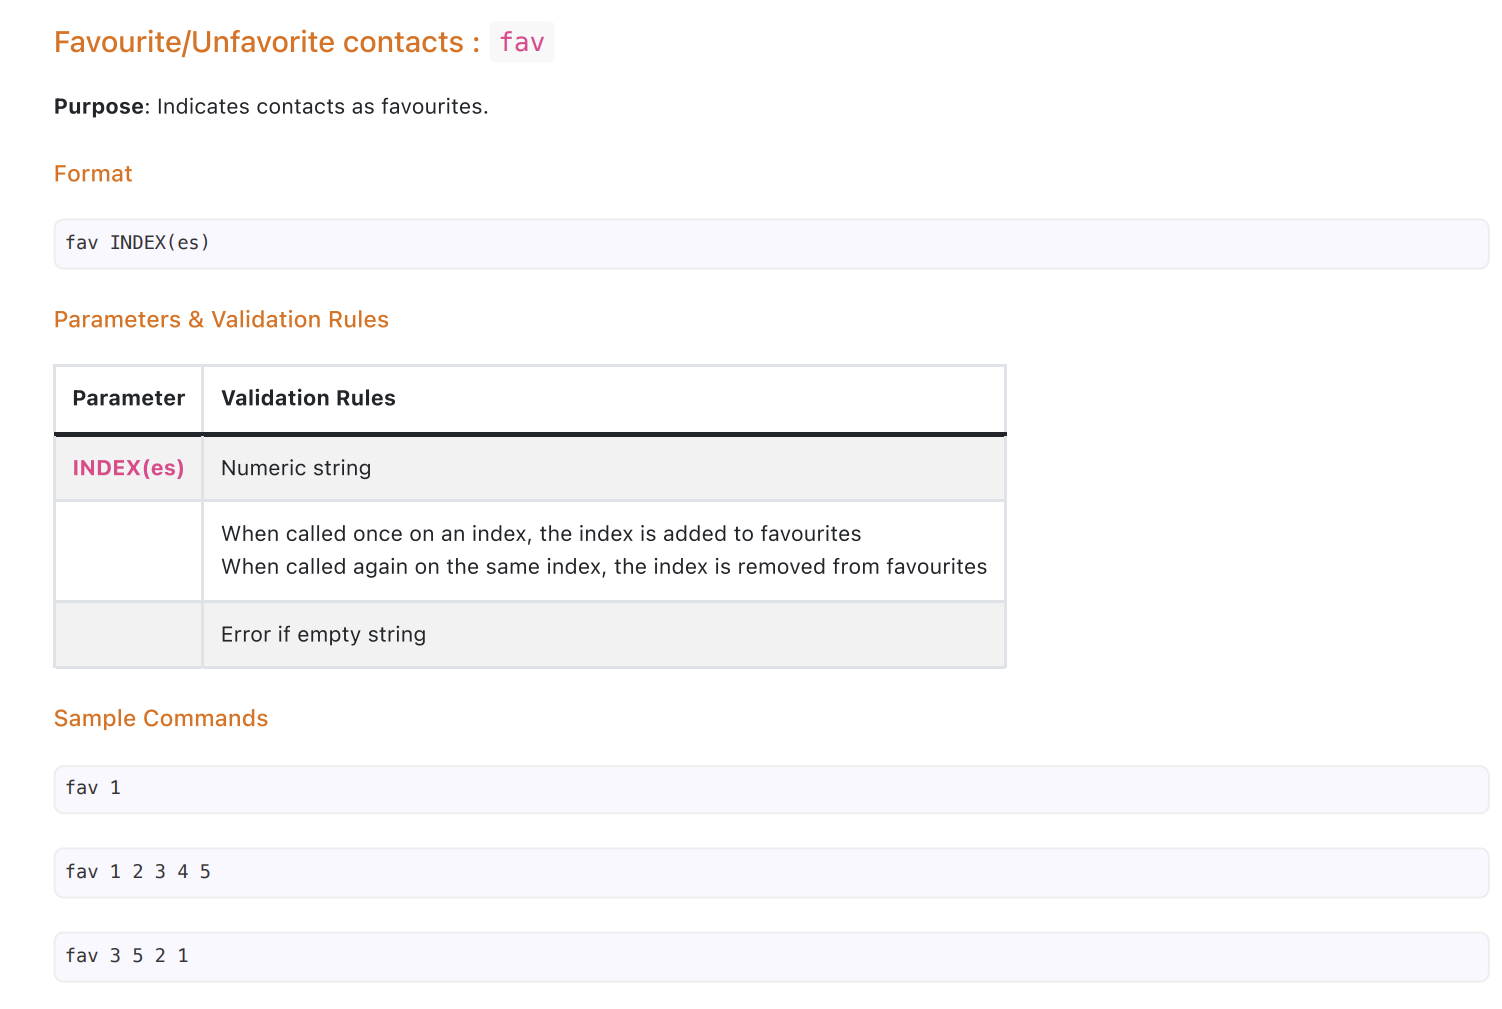 Favourite/Unfavorite contacts : fav
Purpose: Indicates contacts as favourites.
Format
fav INDEX(es)
Parameters & Validation Rules
Parameter Validation Rules
INDEX(es) Numeric string
When called once on an index, the index is added to favourites
When called again on the same index, the index is removed from favourites
Error if empty string
Sample Commands
fav 1
fav 1 2 3 4 5
fav 3 5 2 1